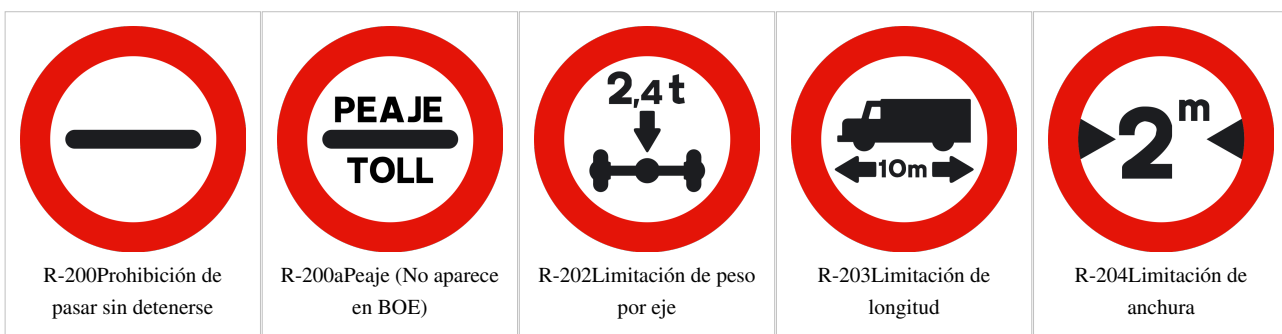 PEAJE
TOLL
2,4 t
10m
2 m
R-200Prohibición de
pasar sin detenerse
R-200aPeaje (No aparece
en BOE)
R-202Limitación de peso
por eje
R-203Limitación de
longitud
R-204Limitación de
anchura